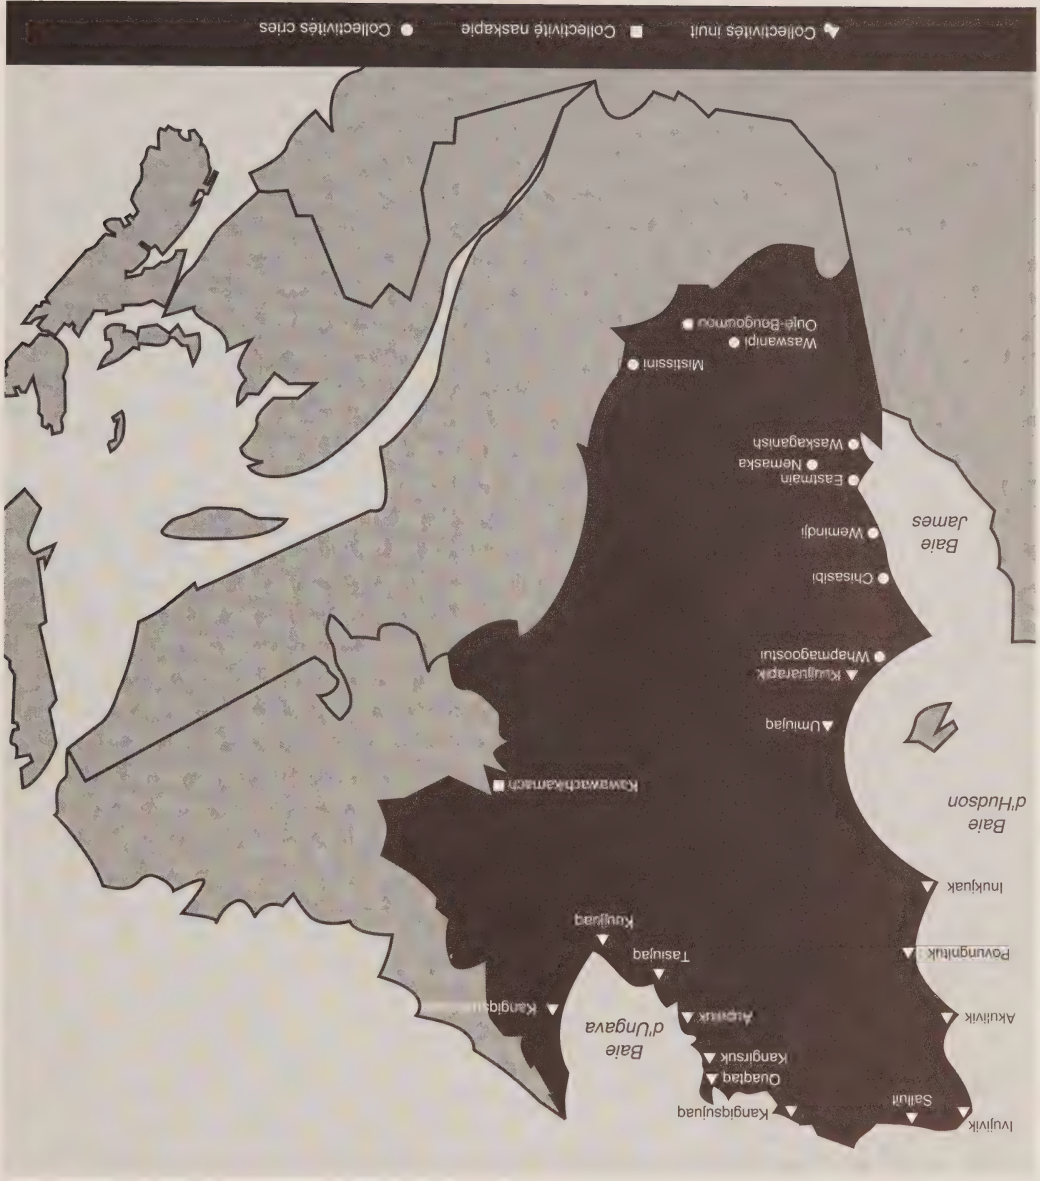 Ivujivik
Kangiqsujuaq
Salluit
Quaqtaq
Kangirsuk
Baie
d'Ungava
Akulivik
Aupaluk
Povungnituk
Tasiujaq
Kuujjuaq
Inukjuak
Baie
d'Hudson
Kawawachikamach
Umiujaq
Kuujjuarapik
Whapmagoostui
Chisasibi
Baie
James
Wemindji
Eastmain
Nemaska
Waskaganish
Mistissini
Waswanipi
Oujé-Bougoumou
Collectivités inuit
Collectivité naskapie
Collectivités cries